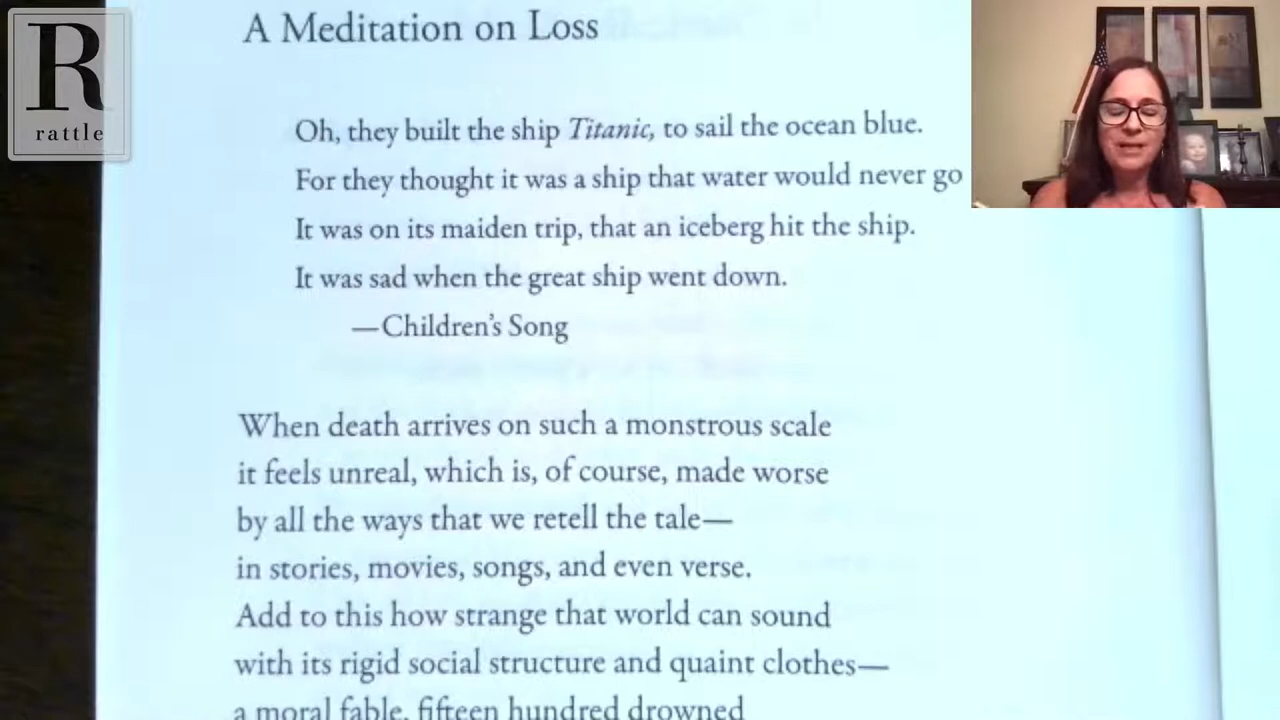 R
rattle
A Meditation on Loss
Oh, they built the ship Titanic, to sail the ocean blue.
For they thought it was a ship that water would never go
It was on its maiden trip, that an iceberg hit the ship.
It was sad when the great ship went down.
—Children's Song
When death arrives on such a monstrous scale
it feels unreal, which is, of course, made worse
by all the ways that we retell the tale—
in stories, movies, songs, and even verse.
Add to this how strange that world can sound
with its rigid social structure and quaint clothes—
a moral fable, fifteen hundred drowned